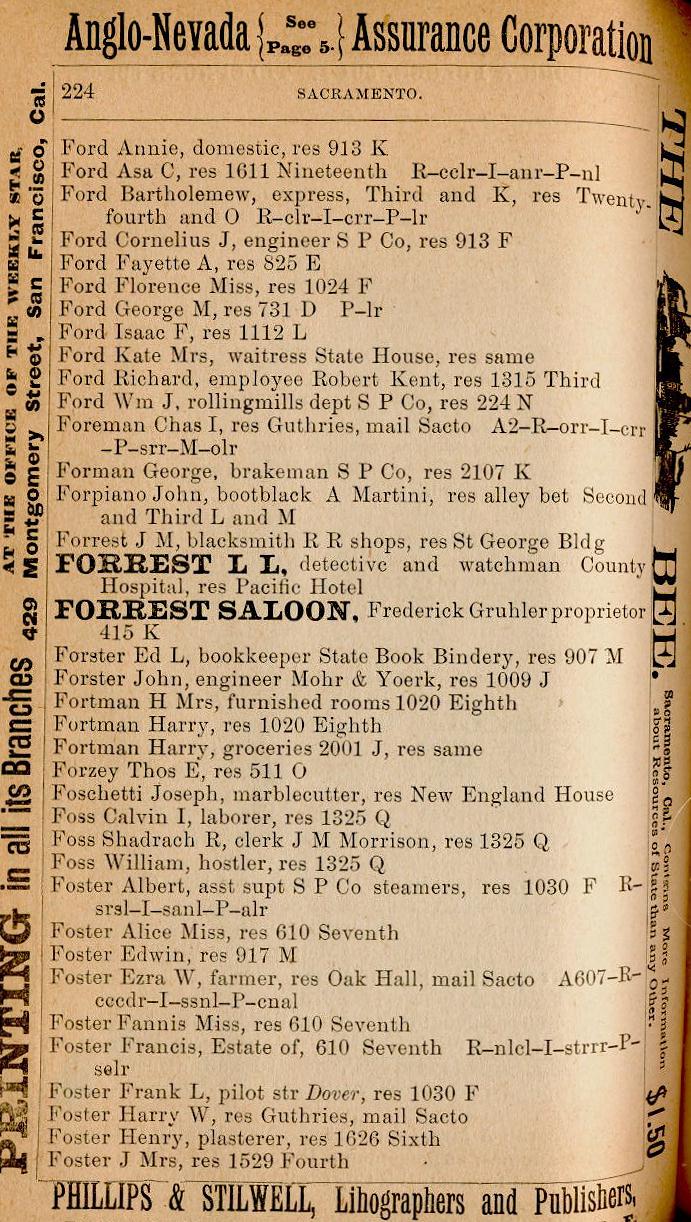 Anglo-Nevada { See Page 5. } Assurance Corporation
224 SACRAMENTO.
Ford Annie, domestic, res 913 K
Ford Asa C, res 1611 Nineteenth R–cclr–I–anr–P–nl
Ford Bartholemew, express, Third and K, res Twenty-
fourth and O R–clr–I–crr–P–lr
Ford Cornelius J, engineer S P Co, res 913 F
Ford Fayette A, res 825 E
Ford Florence Miss, res 1024 F
Ford George M, res 731 D P–lr
Ford Isaac F, res 1112 L
Ford Kate Mrs, waitress State House, res same
Ford Richard, employee Robert Kent, res 1315 Third
Ford Wm J, rollingmills dept S P Co, res 224 N
Foreman Chas I, res Guthries, mail Sacto A2–R–orr–I–crr
–P–srr–M–olr
Forman George, brakeman S P Co, res 2107 K
Forpiano John, bootblack A Martini, res alley bet Second
and Third L and M
Forrest J M, blacksmith R R shops, res St George Bldg
FORREST L L, detective and watchman County
Hospital, res Pacific Hotel
FORREST SALOON, Frederick Gruhler proprietor
415 K
Forster Ed L, bookkeeper State Book Bindery, res 907 M
Forster John, engineer Mohr & Yoerk, res 1009 J
Fortman H Mrs, furnished rooms 1020 Eighth
Fortman Harry, res 1020 Eighth
Fortman Harry, groceries 2001 J, res same
Forzey Thos E, res 511 O
Foschetti Joseph, marblecutter, res New England House
Foss Calvin I, laborer, res 1325 Q
Foss Shadrach R, clerk J M Morrison, res 1325 Q
Foss William, hostler, res 1325 Q
Foster Albert, asst supt S P Co steamers, res 1030 F R–
srsl–I–sanl–P–alr
Foster Alice Miss, res 610 Seventh
Foster Edwin, res 917 M
Foster Ezra W, farmer, res Oak Hall, mail Sacto A607–R–
cccdr–I–ssnl–P–cnal
Foster Fannis Miss, res 610 Seventh
Foster Francis, Estate of, 610 Seventh R–nlcl–I–strrr–P–
selr
Foster Frank L, pilot str Dover, res 1030 F
Foster Harry W, res Guthries, mail Sacto
Foster Henry, plasterer, res 1626 Sixth
Foster J Mrs, res 1529 Fourth
PHILLIPS & STILWELL, Lihographers and Publishers,
PRINTING in all its Branches 429 Montgomery Street, San Francisco, Cal.
AT THE OFFICE OF THE WEEKLY STAR,
THE BEE. Sacramento, Cal., Contains More Information
about Resources of State than any Other. $1.50